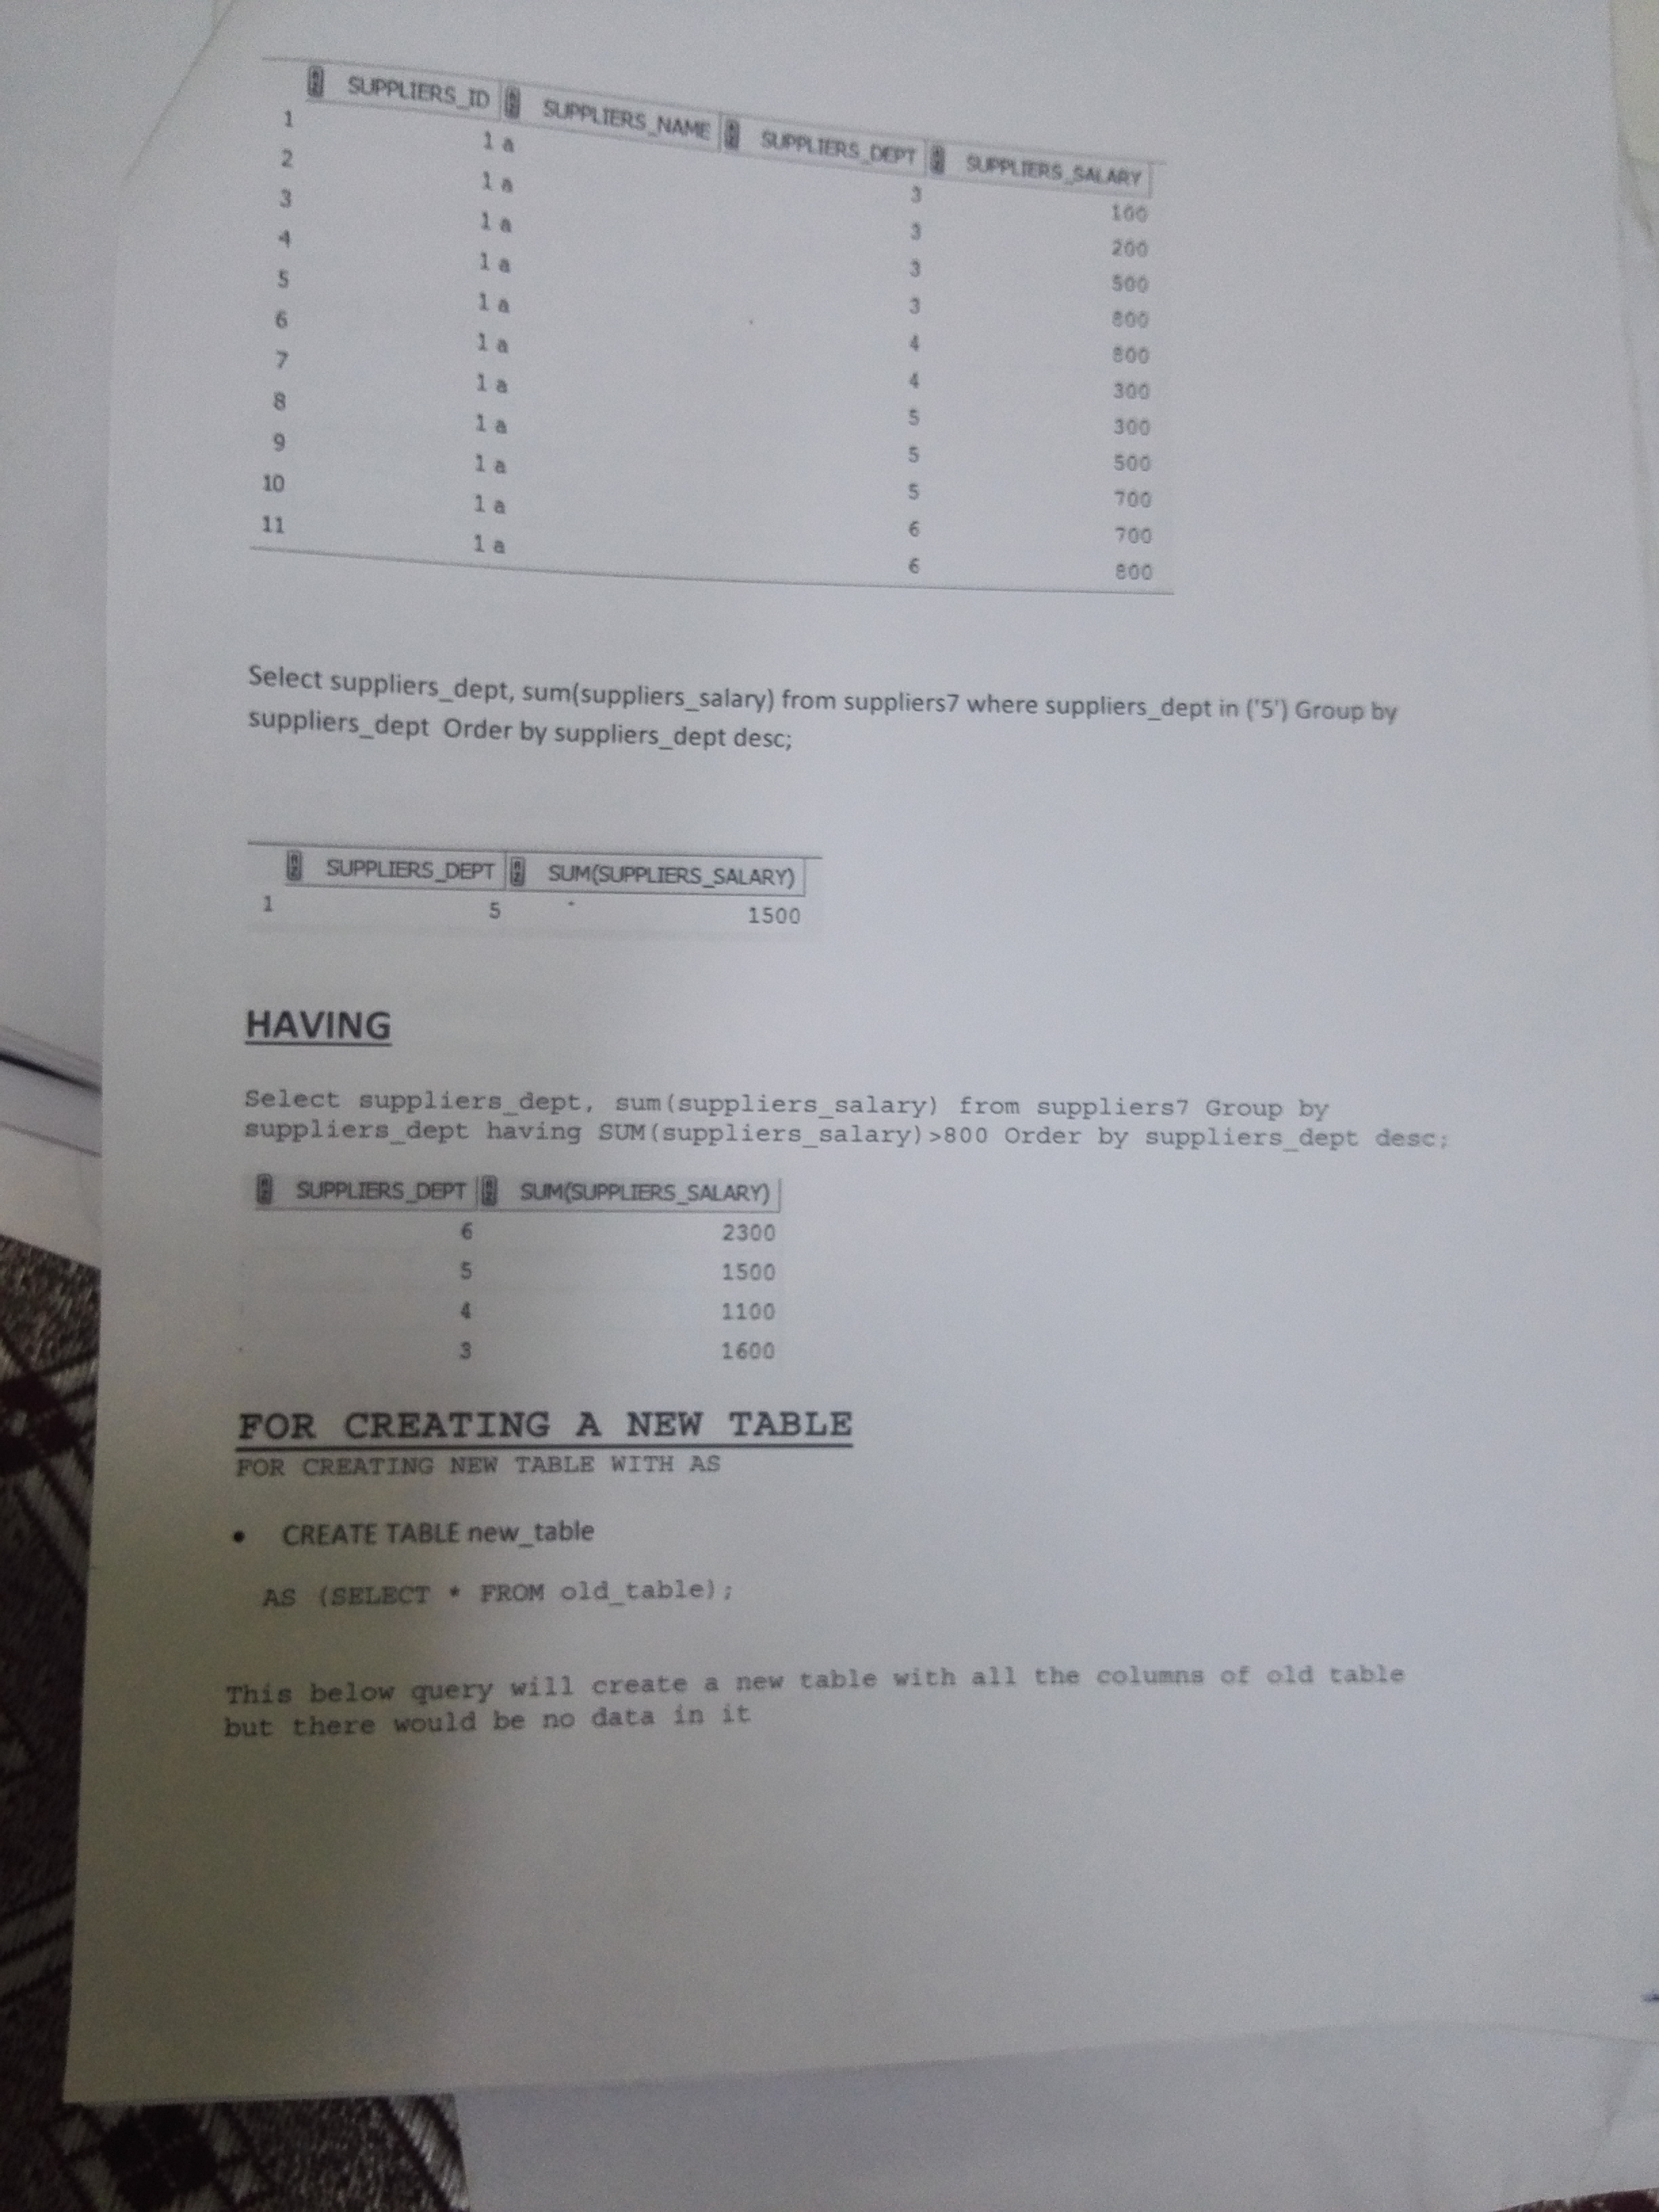 SUPPLIERS_ID SUPPLIERS_NAME SUPPLIERS_DEPT SUPPLIERS_SALARY
1 1 a 3 100
2 1 a 3 200
3 1 a 3 500
4 1 a 3 800
5 1 a 4 800
6 1 a 4 300
7 1 a 5 300
8 1 a 5 500
9 1 a 5 700
10 1 a 6 700
11 1 a 6 800
Select suppliers_dept, sum(suppliers_salary) from suppliers7 where suppliers_dept in ('5') Group by
suppliers_dept Order by suppliers_dept desc;
SUPPLIERS_DEPT SUM(SUPPLIERS_SALARY)
1 5 1500
HAVING
Select suppliers_dept, sum(suppliers_salary) from suppliers7 Group by
suppliers_dept having SUM(suppliers_salary)>800 Order by suppliers_dept desc;
SUPPLIERS_DEPT SUM(SUPPLIERS_SALARY)
6 2300
5 1500
4 1100
3 1600
FOR CREATING A NEW TABLE
FOR CREATING NEW TABLE WITH AS
• CREATE TABLE new_table
AS (SELECT * FROM old_table);
This below query will create a new table with all the columns of old table
but there would be no data in it